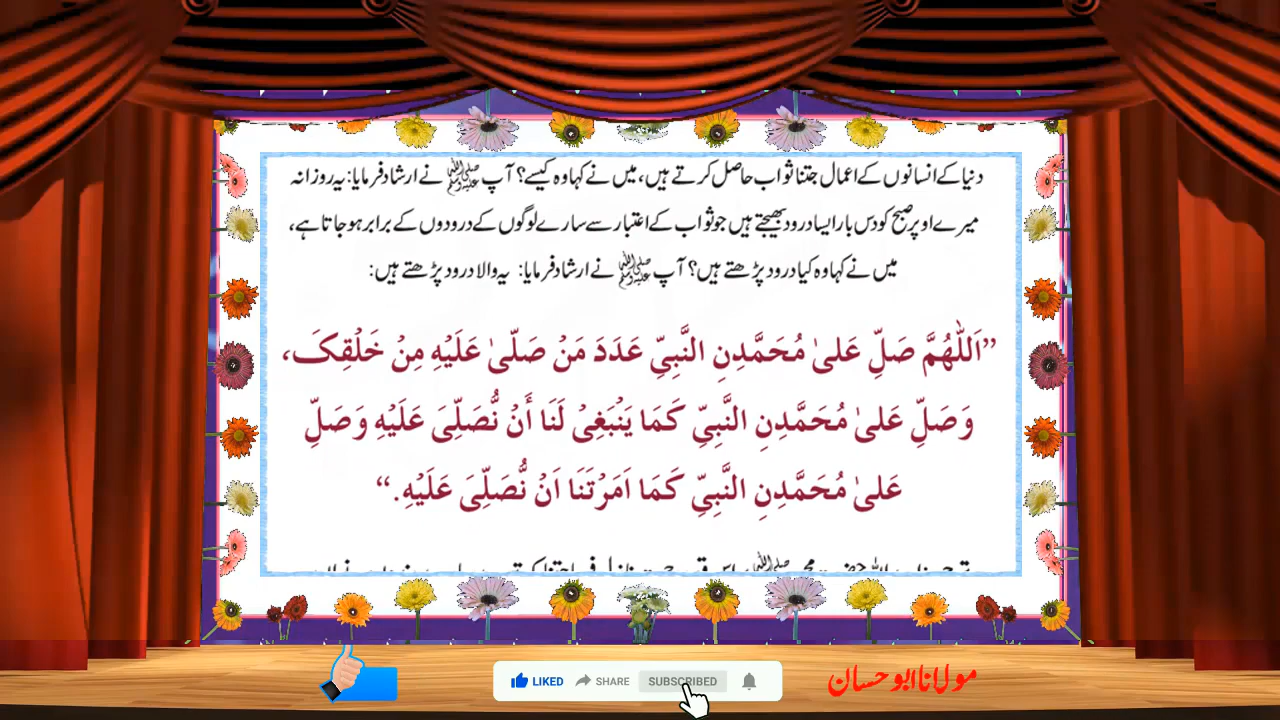 دنیا کے انسانوں کے اعمال جتنا ثواب حاصل کرتے ہیں، میں نے کہا وہ کیسے؟ آپ ﷺ نے ارشاد فرمایا: یہ روزانہ
میرے اوپر صبح کو دس بار ایسا درود بھیجتے ہیں جو ثواب کے اعتبار سے سارے لوگوں کے درودوں کے برابر ہو جاتا ہے،
میں نے کہا وہ کیا درود پڑھتے ہیں؟ آپ ﷺ نے ارشاد فرمایا: یہ والا درود پڑھتے ہیں:
”اَللّٰهُمَّ صَلِّ عَلىٰ مُحَمَّدِنِ النَّبِيِّ عَدَدَ مَنْ صَلّىٰ عَلَيْهِ مِنْ خَلْقِکَ،
وَصَلِّ عَلىٰ مُحَمَّدِنِ النَّبِيِّ كَمَا يَنْۢبَغِىْ لَنَا أَنْ نُّصَلِّىَ عَلَيْهِ وَصَلِّ
عَلىٰ مُحَمَّدِنِ النَّبِيِّ كَمَا اَمَرْتَنَا اَنْ نُّصَلِّىَ عَلَيْهِ.“
LIKED SHARE SUBSCRIBED
مولانا ابو حسان